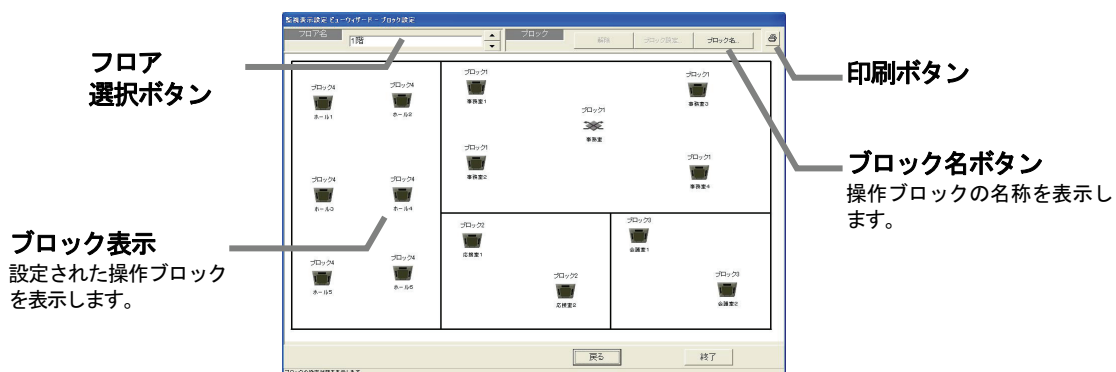 監視表示設定 ビューウィザード - ブロック設定
フロア名
1階
ブロック
解除
ブロック設定
ブロック名...
フロア
選択ボタン
印刷ボタン
ブロック名ボタン
操作ブロックの名称を表示し
ます。
ブロック表示
設定された操作ブロック
を表示します。
ブロック4
ホール1
ブロック4
ホール2
ブロック1
事務室1
ブロック1
事務室
ブロック1
事務室3
ブロック1
事務室2
ブロック1
事務室4
ブロック4
ホール3
ブロック4
ホール4
ブロック2
応接室1
ブロック3
会議室1
ブロック4
ホール5
ブロック4
ホール6
ブロック2
応接室2
ブロック3
会議室2
戻る
終了